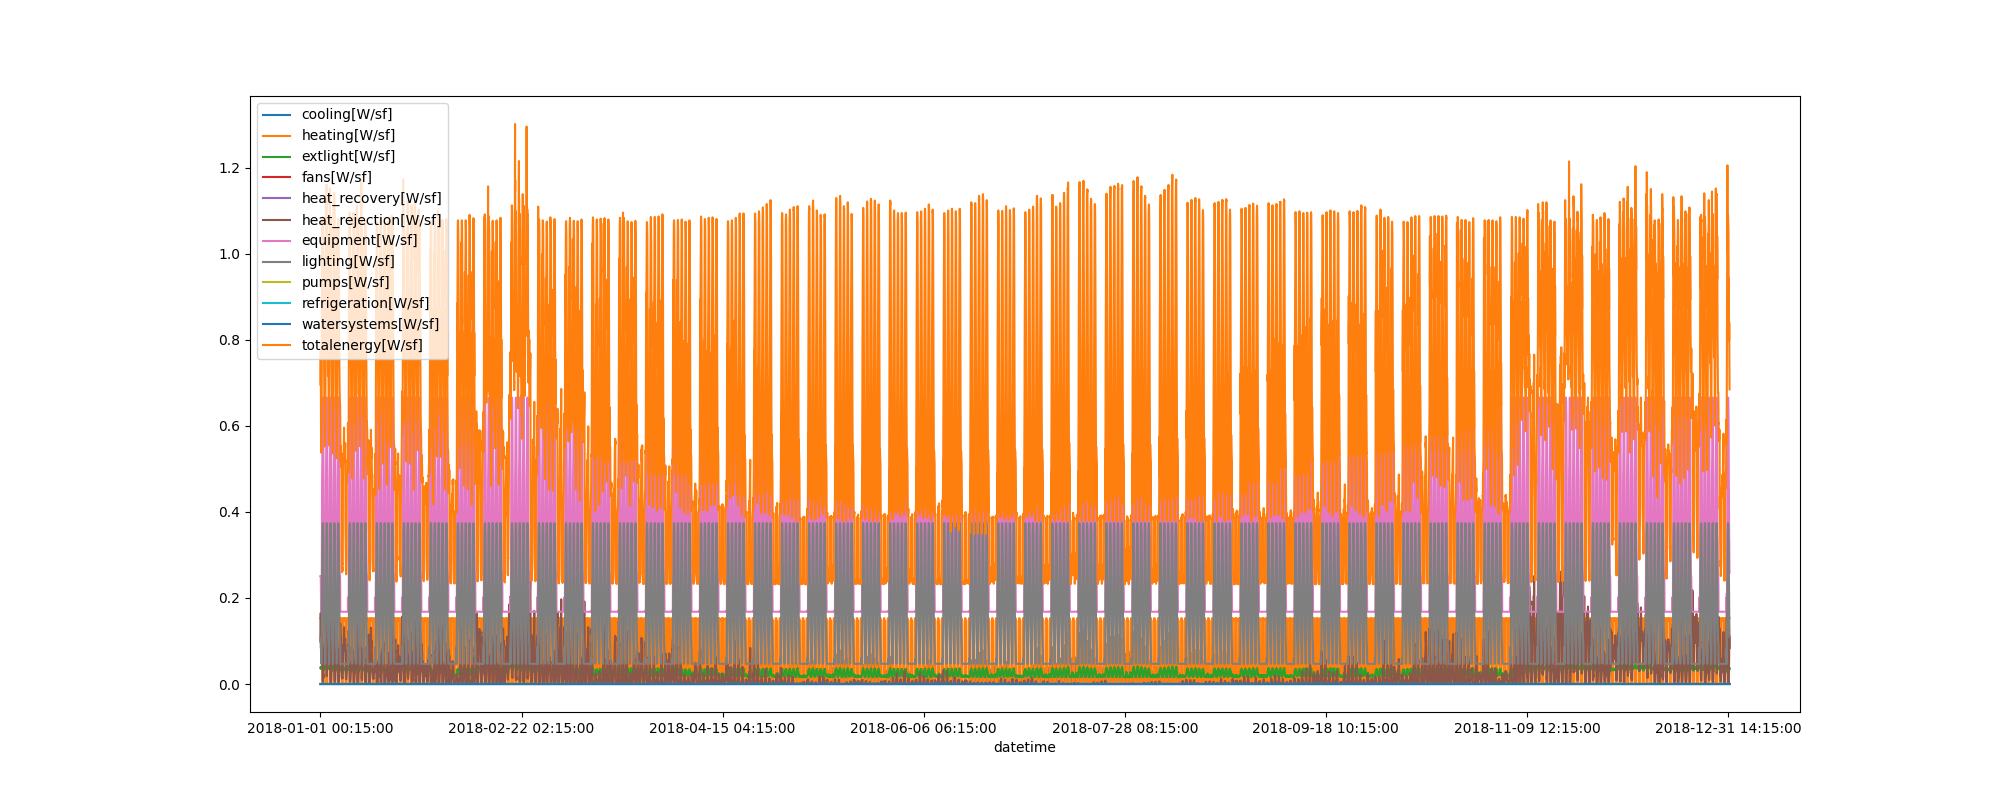 cooling[W/sf]
heating[W/sf]
extlight[W/sf]
fans[W/sf]
heat_recovery[W/sf]
heat_rejection[W/sf]
equipment[W/sf]
lighting[W/sf]
pumps[W/sf]
refrigeration[W/sf]
watersystems[W/sf]
totalenergy[W/sf]
1.2
1.0
0.8
0.6
0.4
0.2
0.0
2018-01-01 00:15:00 2018-02-22 02:15:00 2018-04-15 04:15:00 2018-06-06 06:15:00 2018-07-28 08:15:00 2018-09-18 10:15:00 2018-11-09 12:15:00 2018-12-31 14:15:00
datetime